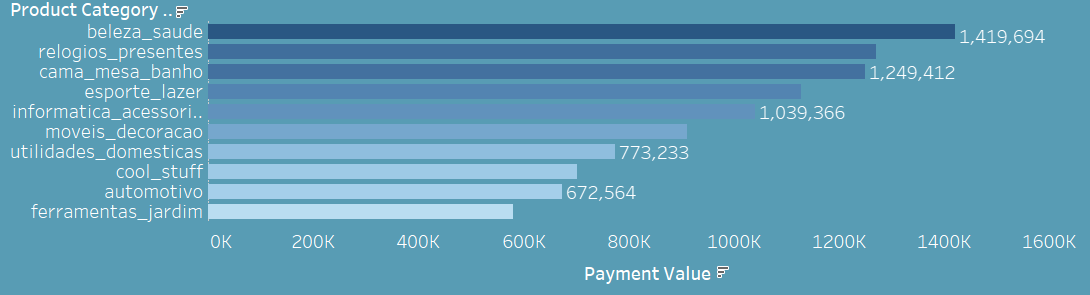 Product Category ..
beleza_saude 1,419,694
relogios_presentes
cama_mesa_banho 1,249,412
esporte_lazer
informatica_acessori.. 1,039,366
moveis_decoracao
utilidades_domesticas 773,233
cool_stuff
automotivo 672,564
ferramentas_jardim
0K 200K 400K 600K 800K 1000K 1200K 1400K 1600K
Payment Value